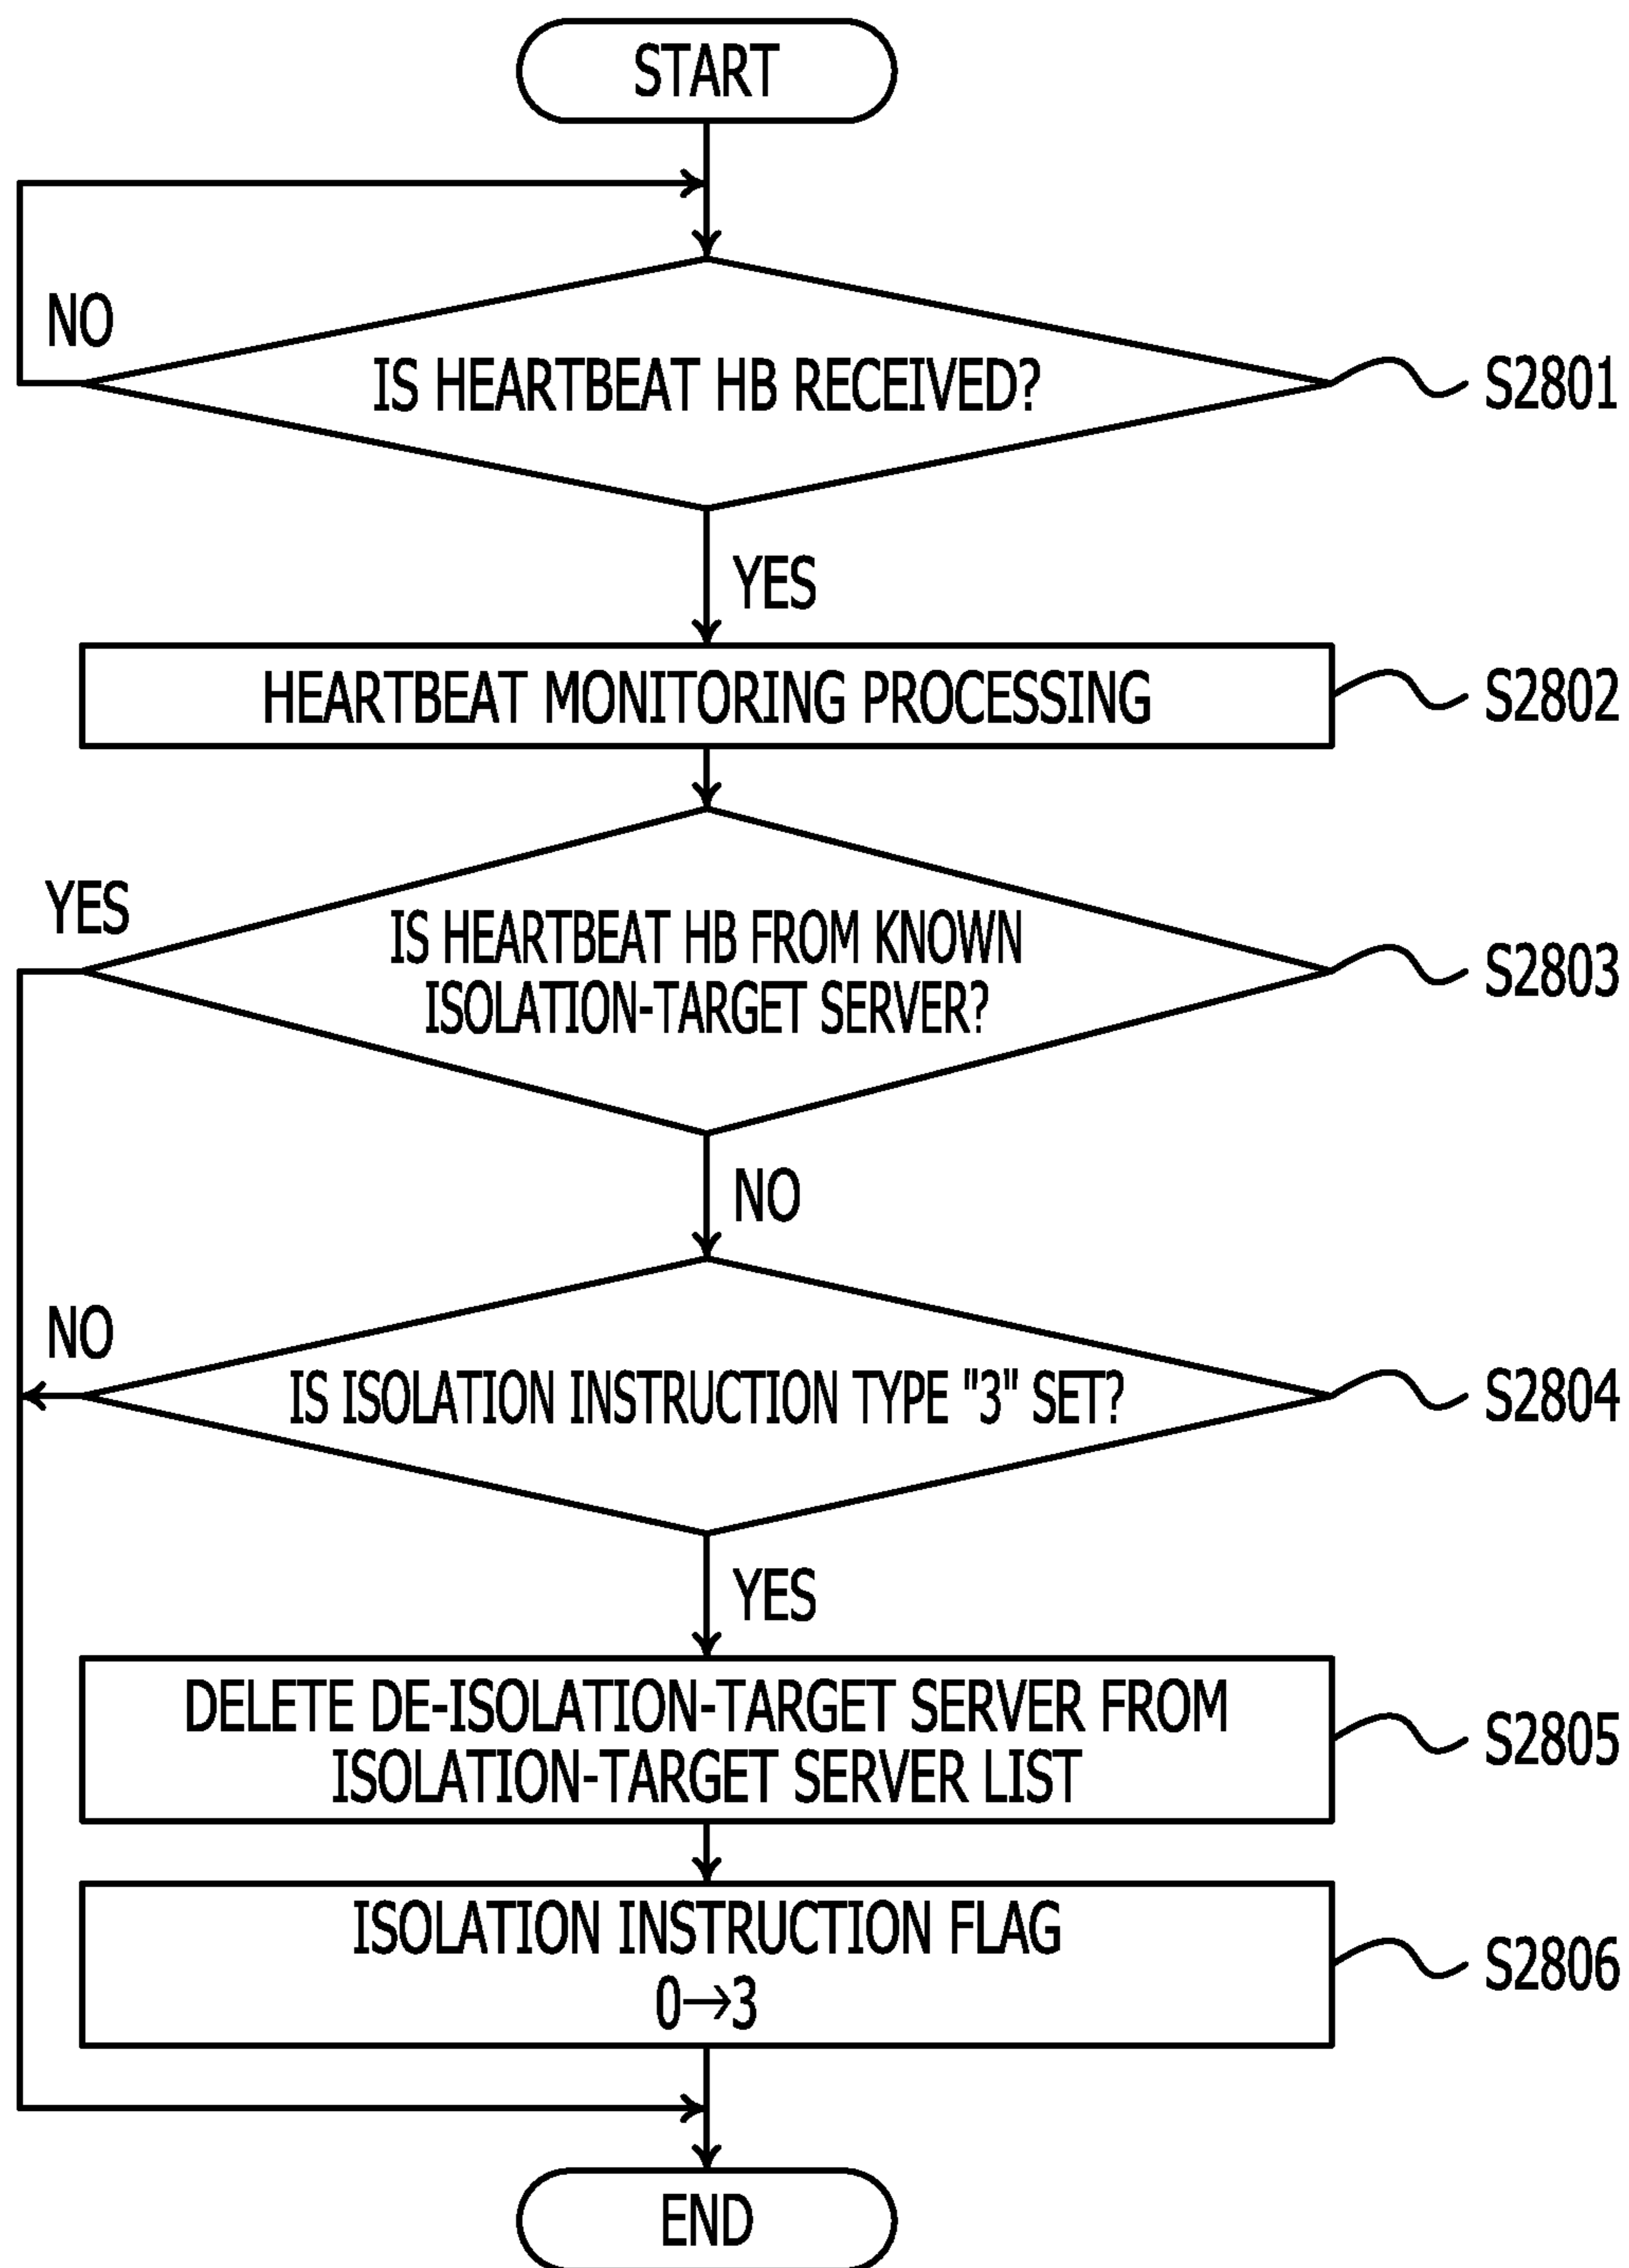 START
NO
IS HEARTBEAT HB RECEIVED?
S2801
YES
HEARTBEAT MONITORING PROCESSING
S2802
YES
IS HEARTBEAT HB FROM KNOWN
ISOLATION-TARGET SERVER?
S2803
NO
NO
IS ISOLATION INSTRUCTION TYPE "3" SET?
S2804
YES
DELETE DE-ISOLATION-TARGET SERVER FROM
ISOLATION-TARGET SERVER LIST
S2805
ISOLATION INSTRUCTION FLAG
0→3
S2806
END